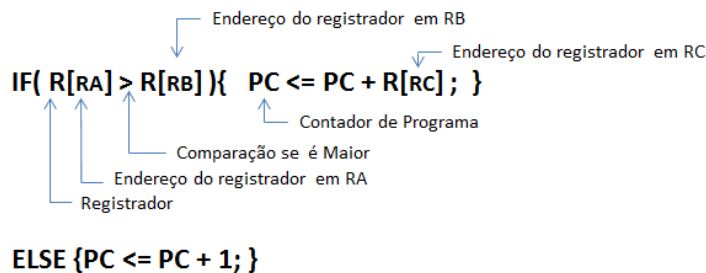 Endereço do registrador em RB
Endereço do registrador em RC
IF( R[RA] > R[RB] ){ PC <= PC + R[RC] ; }
Contador de Programa
Comparação se é Maior
Endereço do registrador em RA
Registrador
ELSE {PC <= PC + 1; }